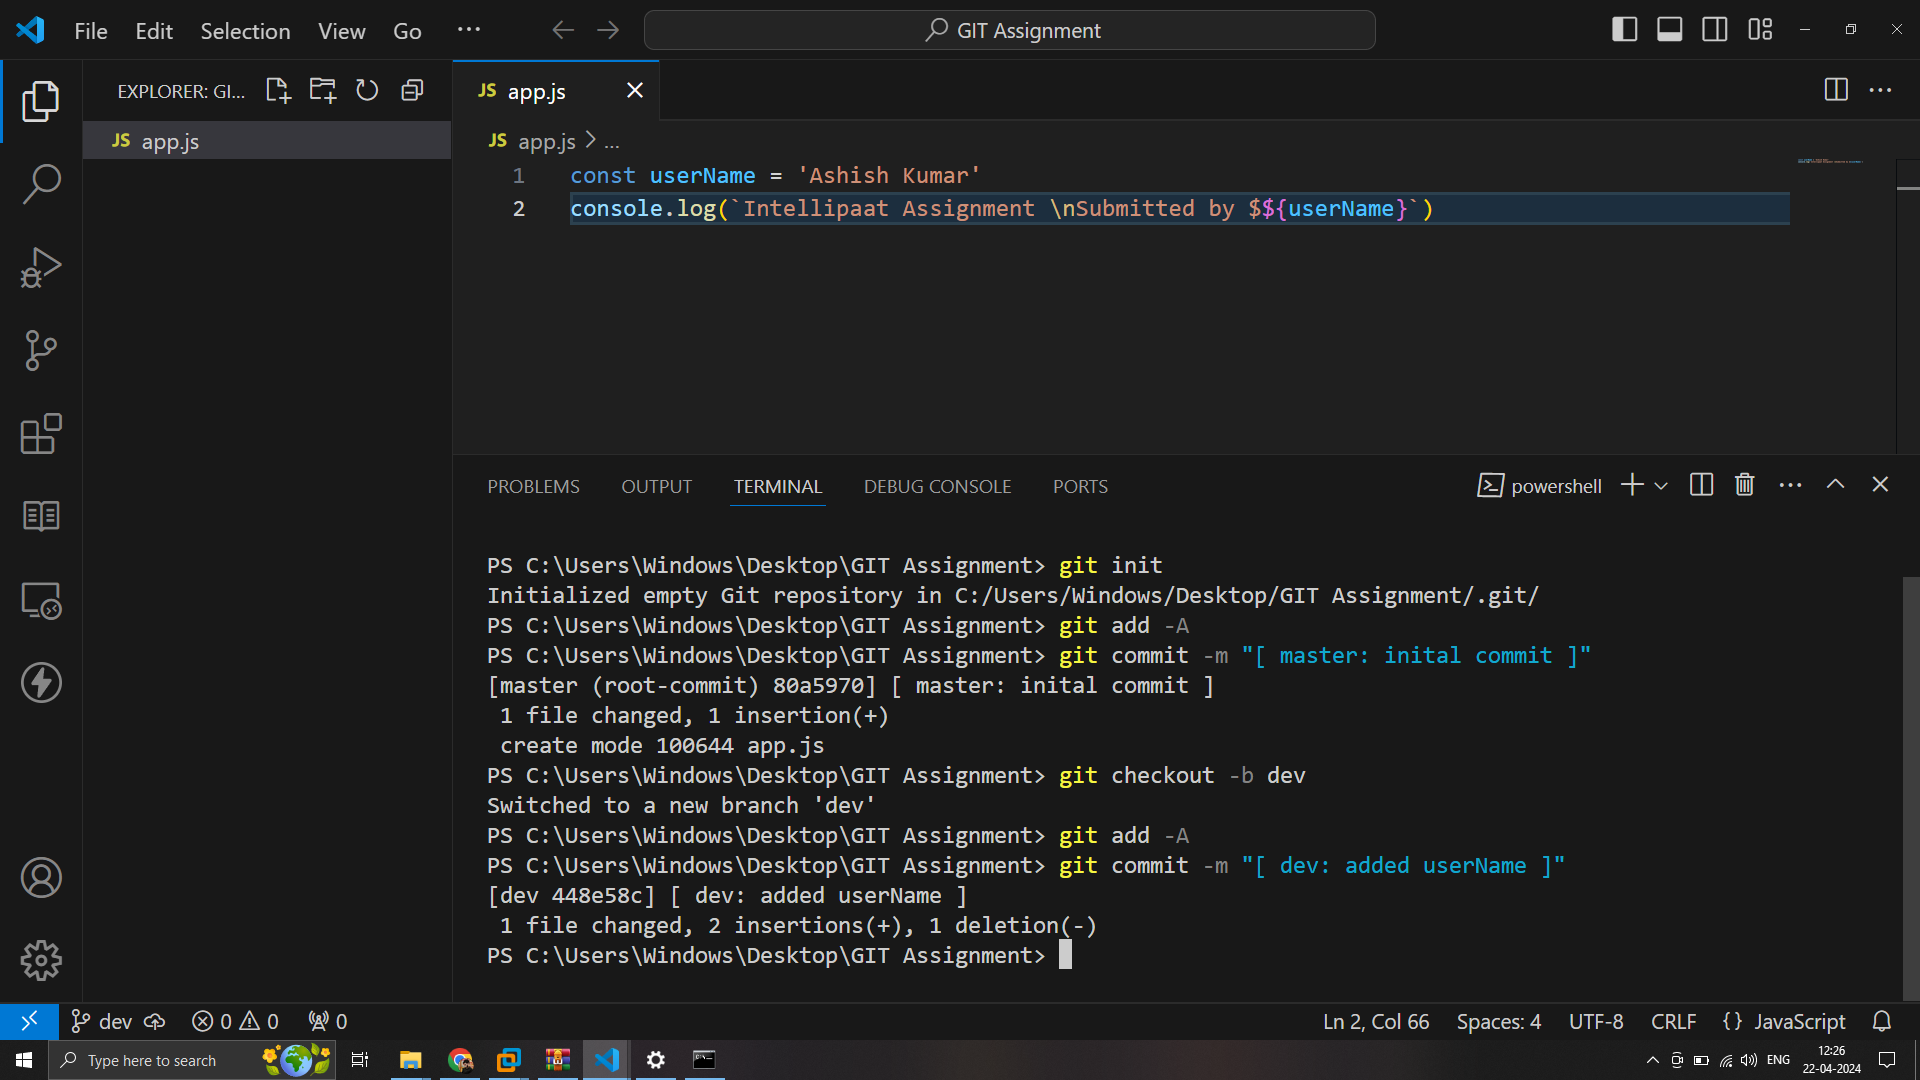 File Edit Selection View Go ··· GIT Assignment
EXPLORER: GI...
JS app.js
JS app.js
JS app.js > ...
1 const userName = 'Ashish Kumar'
2 console.log(`Intellipaat Assignment \nSubmitted by $${userName}`)
PROBLEMS OUTPUT TERMINAL DEBUG CONSOLE PORTS powershell
PS C:\Users\Windows\Desktop\GIT Assignment> git init
Initialized empty Git repository in C:/Users/Windows/Desktop/GIT Assignment/.git/
PS C:\Users\Windows\Desktop\GIT Assignment> git add -A
PS C:\Users\Windows\Desktop\GIT Assignment> git commit -m "[ master: inital commit ]"
[master (root-commit) 80a5970] [ master: inital commit ]
1 file changed, 1 insertion(+)
create mode 100644 app.js
PS C:\Users\Windows\Desktop\GIT Assignment> git checkout -b dev
Switched to a new branch 'dev'
PS C:\Users\Windows\Desktop\GIT Assignment> git add -A
PS C:\Users\Windows\Desktop\GIT Assignment> git commit -m "[ dev: added userName ]"
[dev 448e58c] [ dev: added userName ]
1 file changed, 2 insertions(+), 1 deletion(-)
PS C:\Users\Windows\Desktop\GIT Assignment>
dev 0 0 0 Ln 2, Col 66 Spaces: 4 UTF-8 CRLF {} JavaScript
Type here to search ENG 12:26
22-04-2024